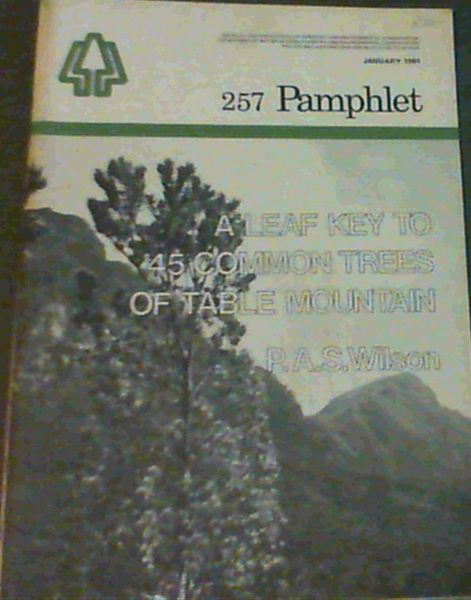 JANUARY 1981
257 Pamphlet
A LEAF KEY TO
45 COMMON TREES
OF TABLE MOUNTAIN
P.A.S.Wilson